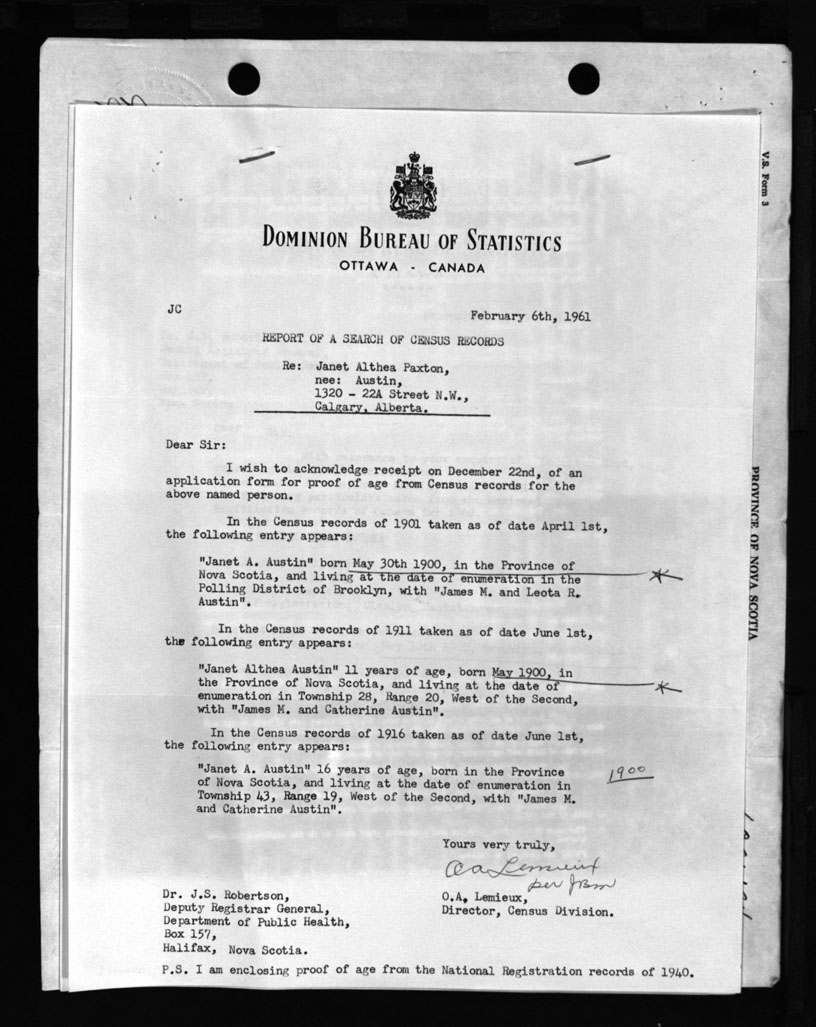 V.S. Form 3
DOMINION BUREAU OF STATISTICS
OTTAWA - CANADA
JC
February 6th, 1961
REPORT OF A SEARCH OF CENSUS RECORDS
Re: Janet Althea Paxton,
nee: Austin,
1320 - 22A Street N.W.,
Calgary, Alberta.
Dear Sir:
I wish to acknowledge receipt on December 22nd, of an
application form for proof of age from Census records for the
above named person.
In the Census records of 1901 taken as of date April 1st,
the following entry appears:
"Janet A. Austin" born May 30th 1900, in the Province of
Nova Scotia, and living at the date of enumeration in the
Polling District of Brooklyn, with "James M. and Leota R.
Austin".
In the Census records of 1911 taken as of date June 1st,
the following entry appears:
"Janet Althea Austin" 11 years of age, born May 1900, in
the Province of Nova Scotia, and living at the date of
enumeration in Township 28, Range 20, West of the Second,
with "James M. and Catherine Austin".
In the Census records of 1916 taken as of date June 1st,
the following entry appears:
"Janet A. Austin" 16 years of age, born in the Province
of Nova Scotia, and living at the date of enumeration in
Township 43, Range 19, West of the Second, with "James M.
and Catherine Austin".
1900
Yours very truly,
O A Lemieux
per JBM
O.A. Lemieux,
Director, Census Division.
Dr. J.S. Robertson,
Deputy Registrar General,
Department of Public Health,
Box 157,
Halifax, Nova Scotia.
P.S. I am enclosing proof of age from the National Registration records of 1940.
PROVINCE OF NOVA SCOTIA